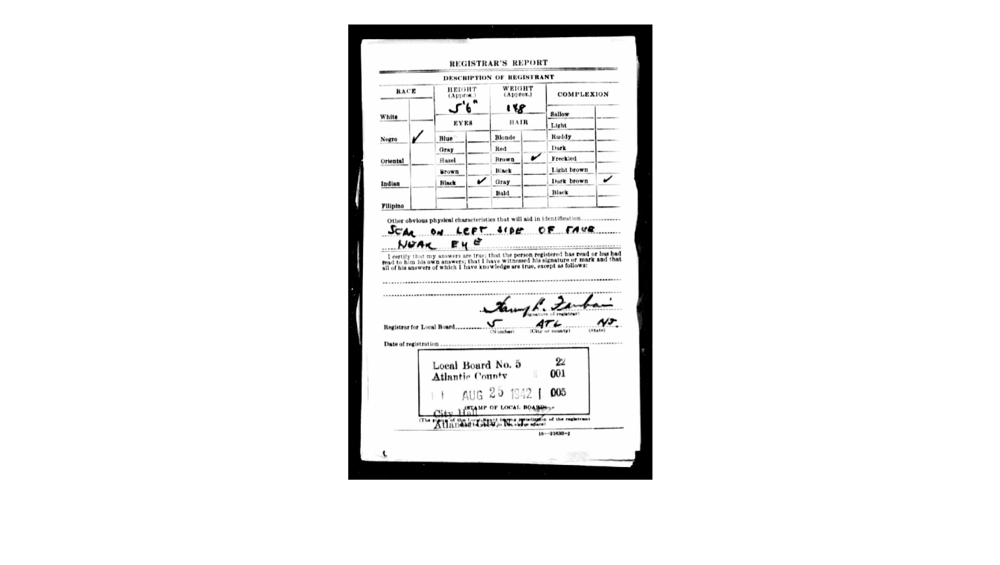 REGISTRAR'S REPORT
DESCRIPTION OF REGISTRANT
RACE
HEIGHT
(Approx.)
WEIGHT
(Approx.)
COMPLEXION
5'6"
148
EYES
HAIR
White
Negro ✓
Oriental
Indian
Filipino
Blue
Gray
Hazel
Brown
Black ✓
Blonde
Red
Brown ✓
Black
Gray
Bald
Sallow
Light
Ruddy
Dark
Freckled
Light brown
Dark brown ✓
Black
Other obvious physical characteristics that will aid in identification
SCAR ON LEFT SIDE OF FACE
NEAR EYE
I certify that my answers are true; that the person registered has read or has had
read to him his own answers; that I have witnessed his signature or mark and that
all of his answers of which I have knowledge are true, except as follows:
(Signature of registrar)
Registrar for Local Board 5 ATL NJ.
(Number) (City or county) (State)
Date of registration
Local Board No. 5 22
Atlantic County 001
AUG 25 1942 005
(STAMP OF LOCAL BOARD)
City Hall
(The stamp of the Local Board having jurisdiction of the registrant
shall be placed in the above space)
Atlantic City, N. J.
16—21630-1